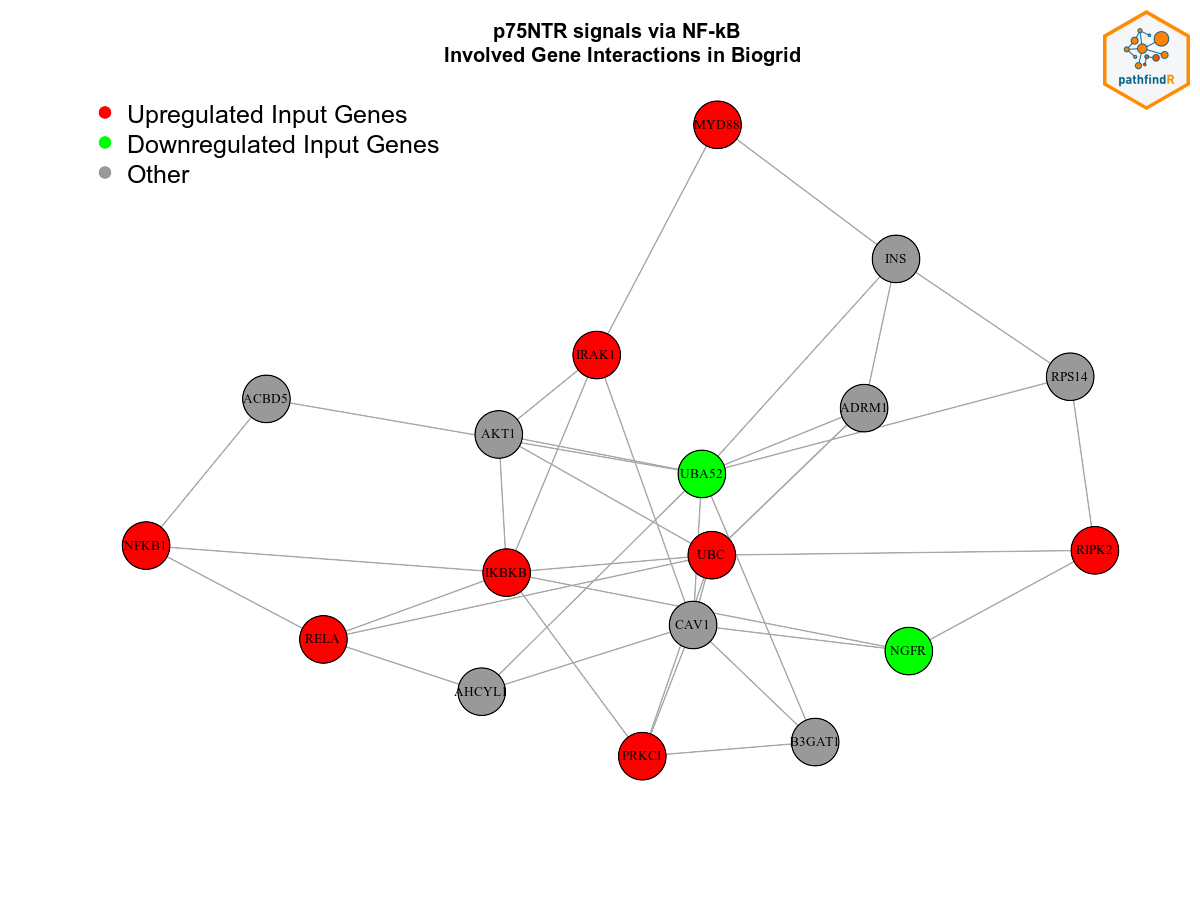 p75NTR signals via NF-kB
Involved Gene Interactions in Biogrid
pathfindR
Upregulated Input Genes
Downregulated Input Genes
Other
MYD88
INS
IRAK1
RPS14
ACBD5
ADRM1
AKT1
UBA52
NFKB1
UBC
RIPK2
IKBKB
CAV1
RELA
NGFR
AHCYL1
B3GAT1
PRKCI